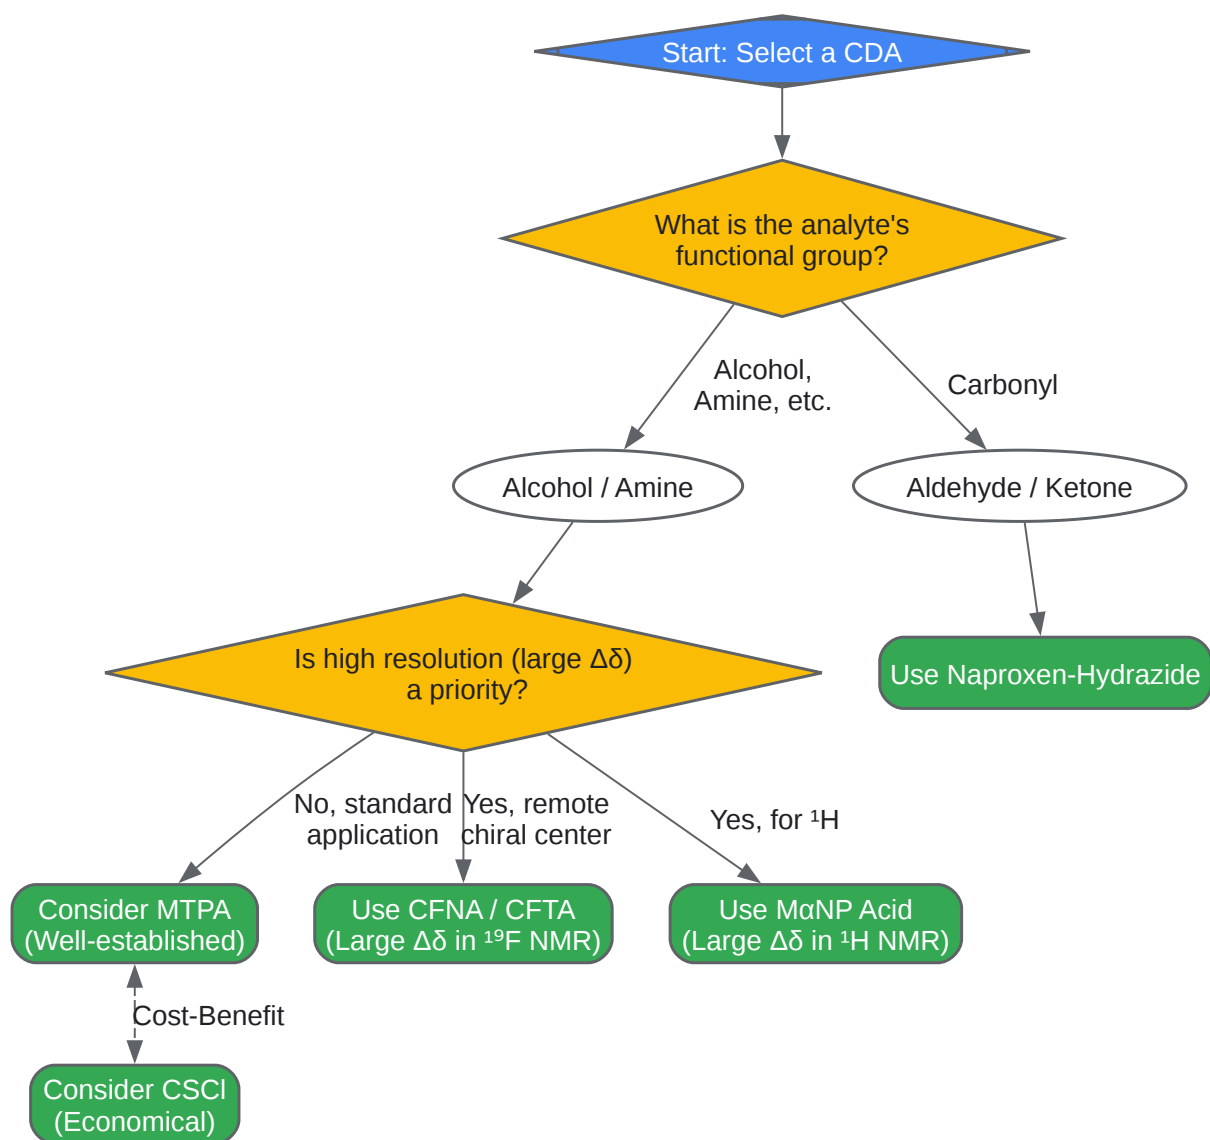 Start: Select a CDA
What is the analyte's
functional group?
Alcohol,
Amine, etc.
Carbonyl
Alcohol / Amine
Aldehyde / Ketone
Is high resolution (large Δδ)
a priority?
Use Naproxen-Hydrazide
No, standard
application
Yes, remote
chiral center
Yes, for ¹H
Consider MTPA
(Well-established)
Use CFNA / CFTA
(Large Δδ in ¹⁹F NMR)
Use MαNP Acid
(Large Δδ in ¹H NMR)
Cost-Benefit
Consider CSCl
(Economical)